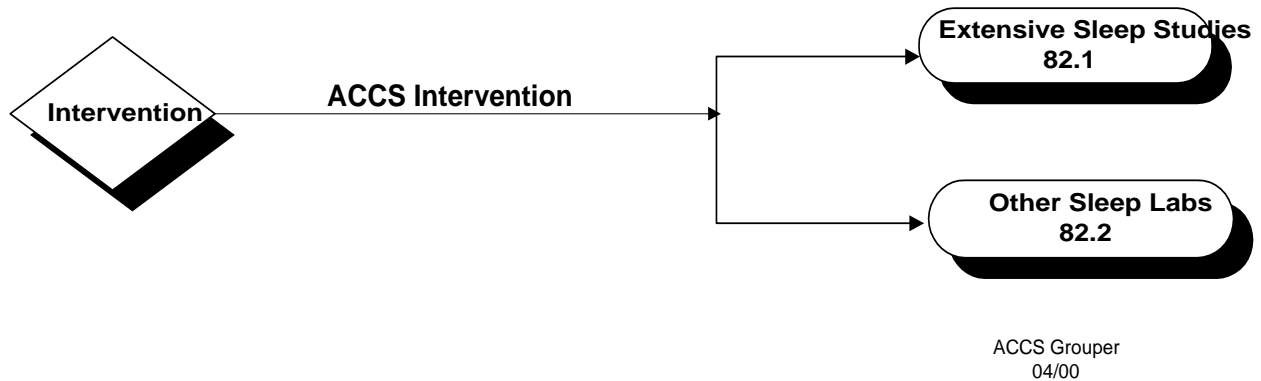 Intervention
ACCS Intervention
Extensive Sleep Studies
82.1
Other Sleep Labs
82.2
ACCS Grouper
04/00